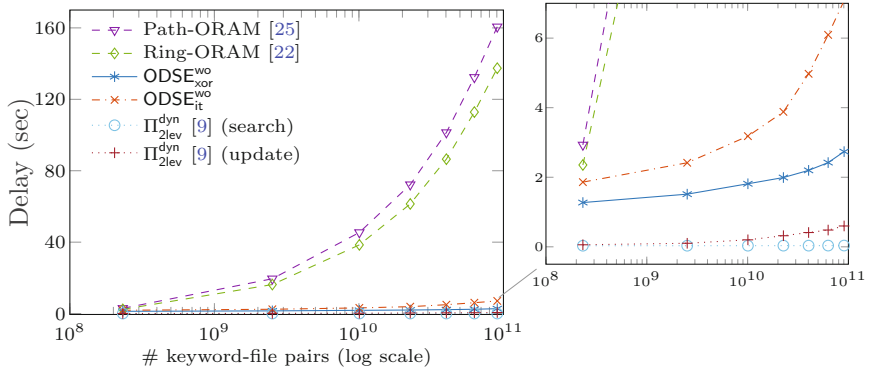 Delay (sec)
160
120
80
40
0
10^8
10^9
10^10
10^11
# keyword-file pairs (log scale)
Path-ORAM [25]
Ring-ORAM [22]
ODSE^wo_xor
ODSE^wo_it
Π^dyn_2lev [9] (search)
Π^dyn_2lev [9] (update)
6
4
2
0
10^8
10^9
10^10
10^11